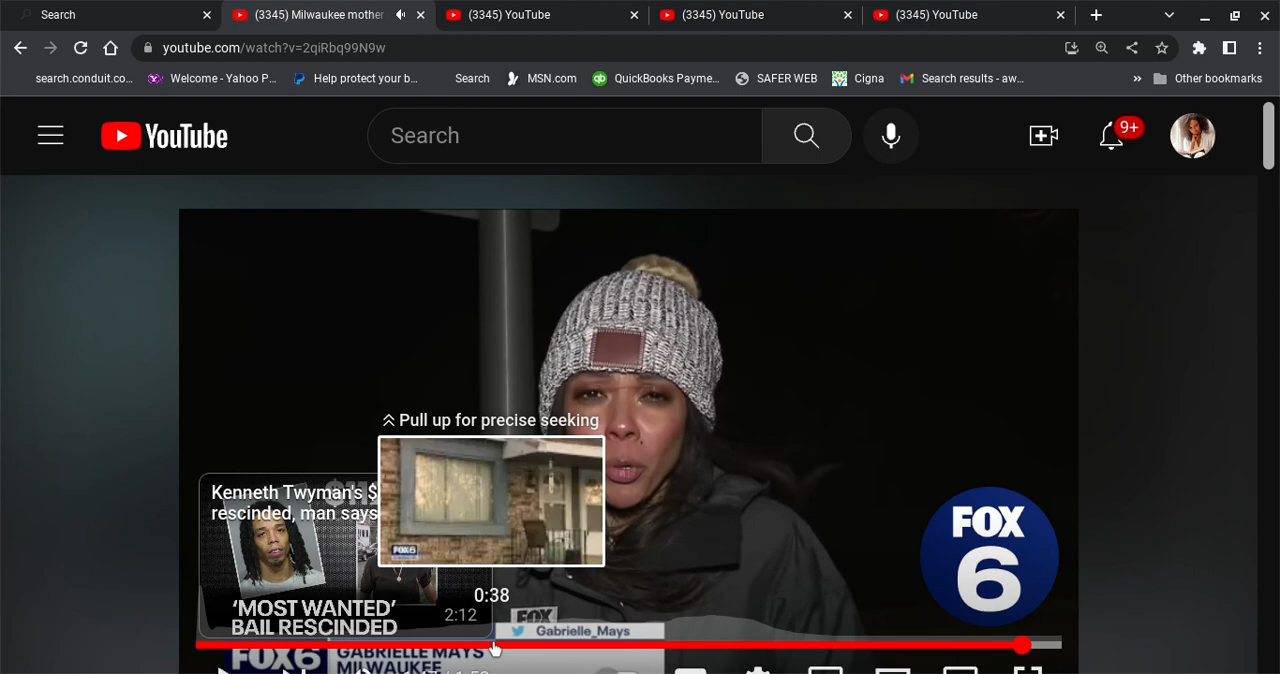 Search
(3345) Milwaukee mother
(3345) YouTube
(3345) YouTube
(3345) YouTube
youtube.com/watch?v=2qiRbq99N9w
search.conduit.co...
Welcome - Yahoo P...
Help protect your b...
Search
MSN.com
QuickBooks Payme...
SAFER WEB
Cigna
Search results - aw...
»
Other bookmarks
YouTube
Search
9+
Pull up for precise seeking
Kenneth Twyman's $
rescinded, man says
FOX6
FOX
6
'MOST WANTED'
BAIL RESCINDED
2:12
0:38
FOX
Gabrielle_Mays
FOX6
GABRIELLE MAYS
MILWAUKEE